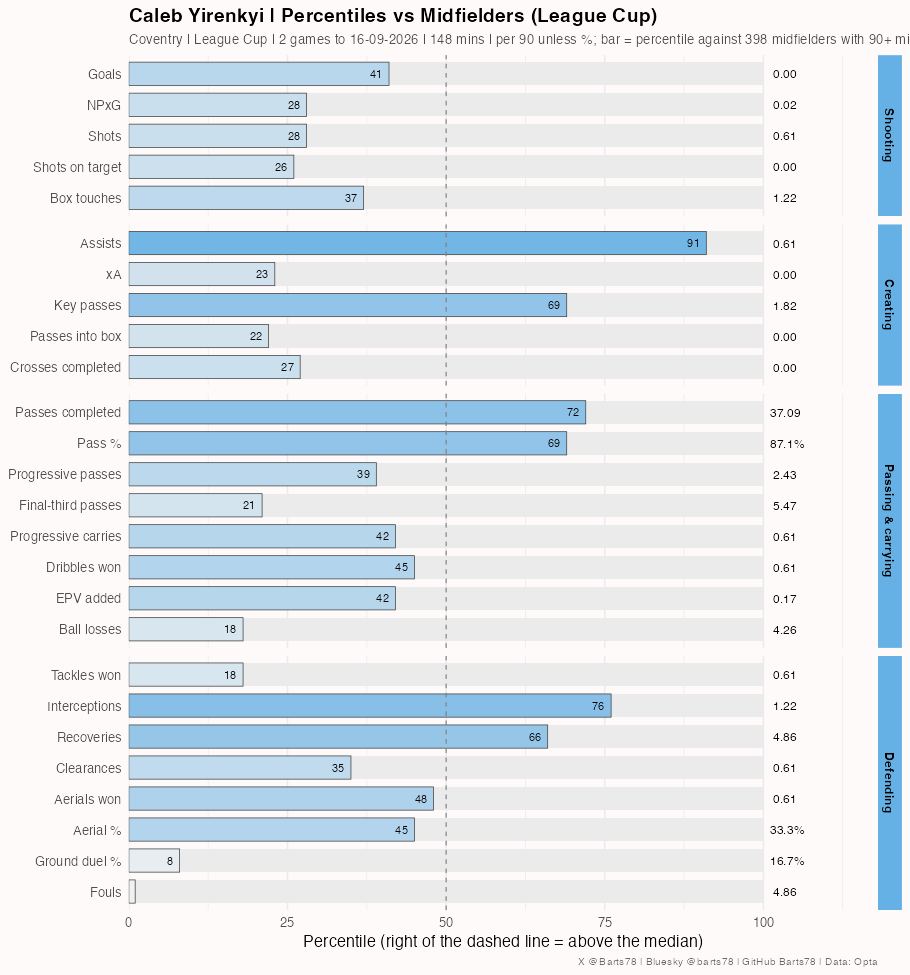 Caleb Yirenkyi | Percentiles vs Midfielders (League Cup)
Coventry | League Cup | 2 games to 16-09-2026 | 148 mins | per 90 unless %; bar = percentile against 398 midfielders with 90+ mi
Goals 41 0.00
NPxG 28 0.02
Shots 28 0.61
Shots on target 26 0.00
Box touches 37 1.22
Shooting
Assists 91 0.61
xA 23 0.00
Key passes 69 1.82
Passes into box 22 0.00
Crosses completed 27 0.00
Creating
Passes completed 72 37.09
Pass % 69 87.1%
Progressive passes 39 2.43
Final-third passes 21 5.47
Progressive carries 42 0.61
Dribbles won 45 0.61
EPV added 42 0.17
Ball losses 18 4.26
Passing & carrying
Tackles won 18 0.61
Interceptions 76 1.22
Recoveries 66 4.86
Clearances 35 0.61
Aerials won 48 0.61
Aerial % 45 33.3%
Ground duel % 8 16.7%
Fouls 4.86
Defending
0 25 50 75 100
Percentile (right of the dashed line = above the median)
X @Barts78 | Bluesky @barts78 | GitHub Barts78 | Data: Opta